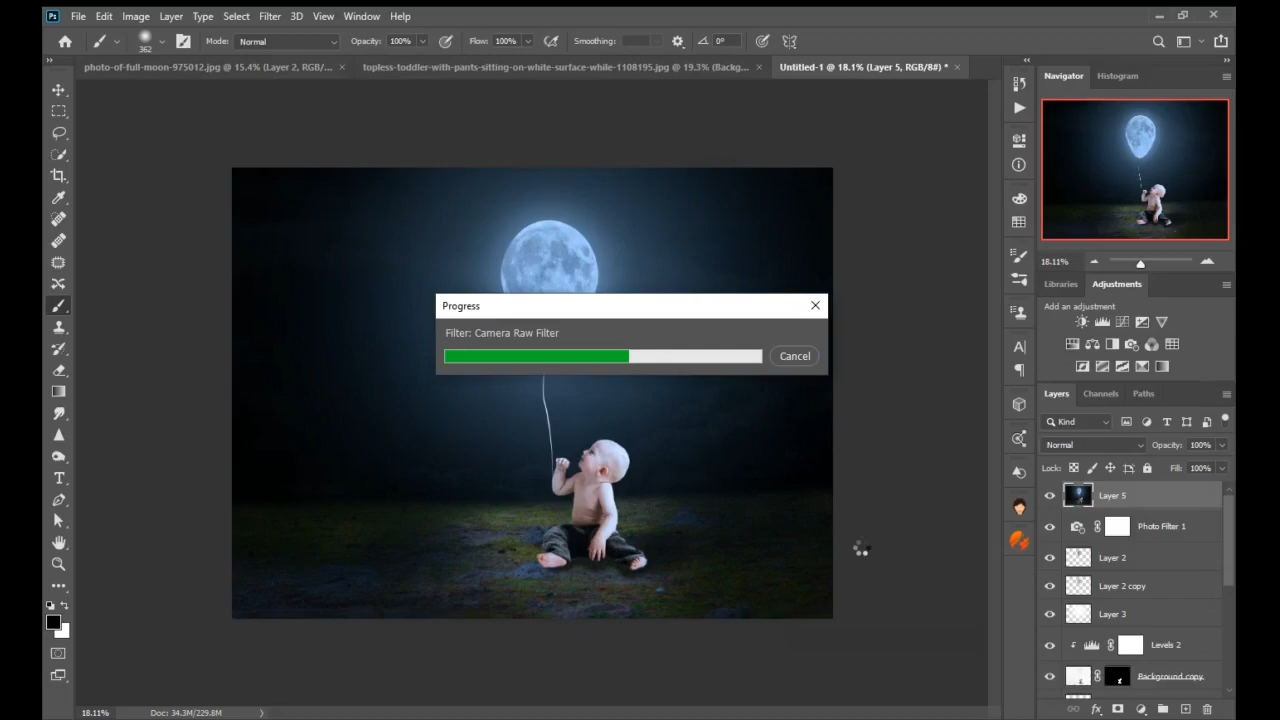 Ps File Edit Image Layer Type Select Filter 3D View Window Help
362 Mode: Normal Opacity: 100% Flow: 100% Smoothing: 0°
photo-of-full-moon-975012.jpg @ 15.4% (Layer 2, RGB/... × topless-toddler-with-pants-sitting-on-white-surface-while-1108195.jpg @ 19.3% (Backg... × Untitled-1 @ 18.1% (Layer 5, RGB/8#) * ×
Navigator Histogram
18.11%
Libraries Adjustments
Add an adjustment
Progress
Filter: Camera Raw Filter
Cancel
Layers Channels Paths
Kind
Normal Opacity: 100%
Lock: Fill: 100%
Layer 5
Photo Filter 1
Layer 2
Layer 2 copy
Layer 3
Levels 2
Background copy
18.11% Doc: 34.3M/229.8M